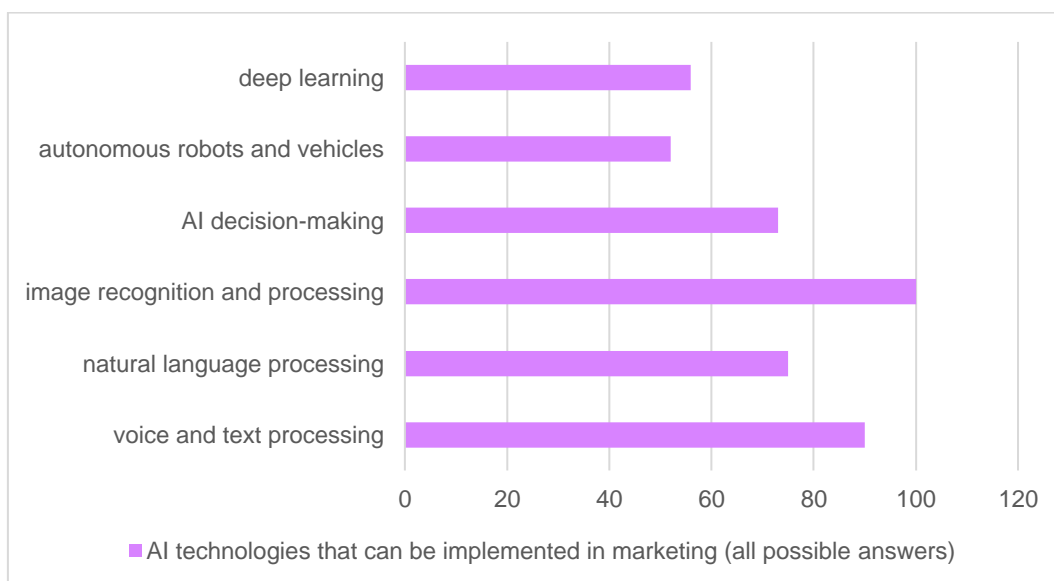 deep learning
autonomous robots and vehicles
AI decision-making
image recognition and processing
natural language processing
voice and text processing
0 20 40 60 80 100 120
AI technologies that can be implemented in marketing (all possible answers)